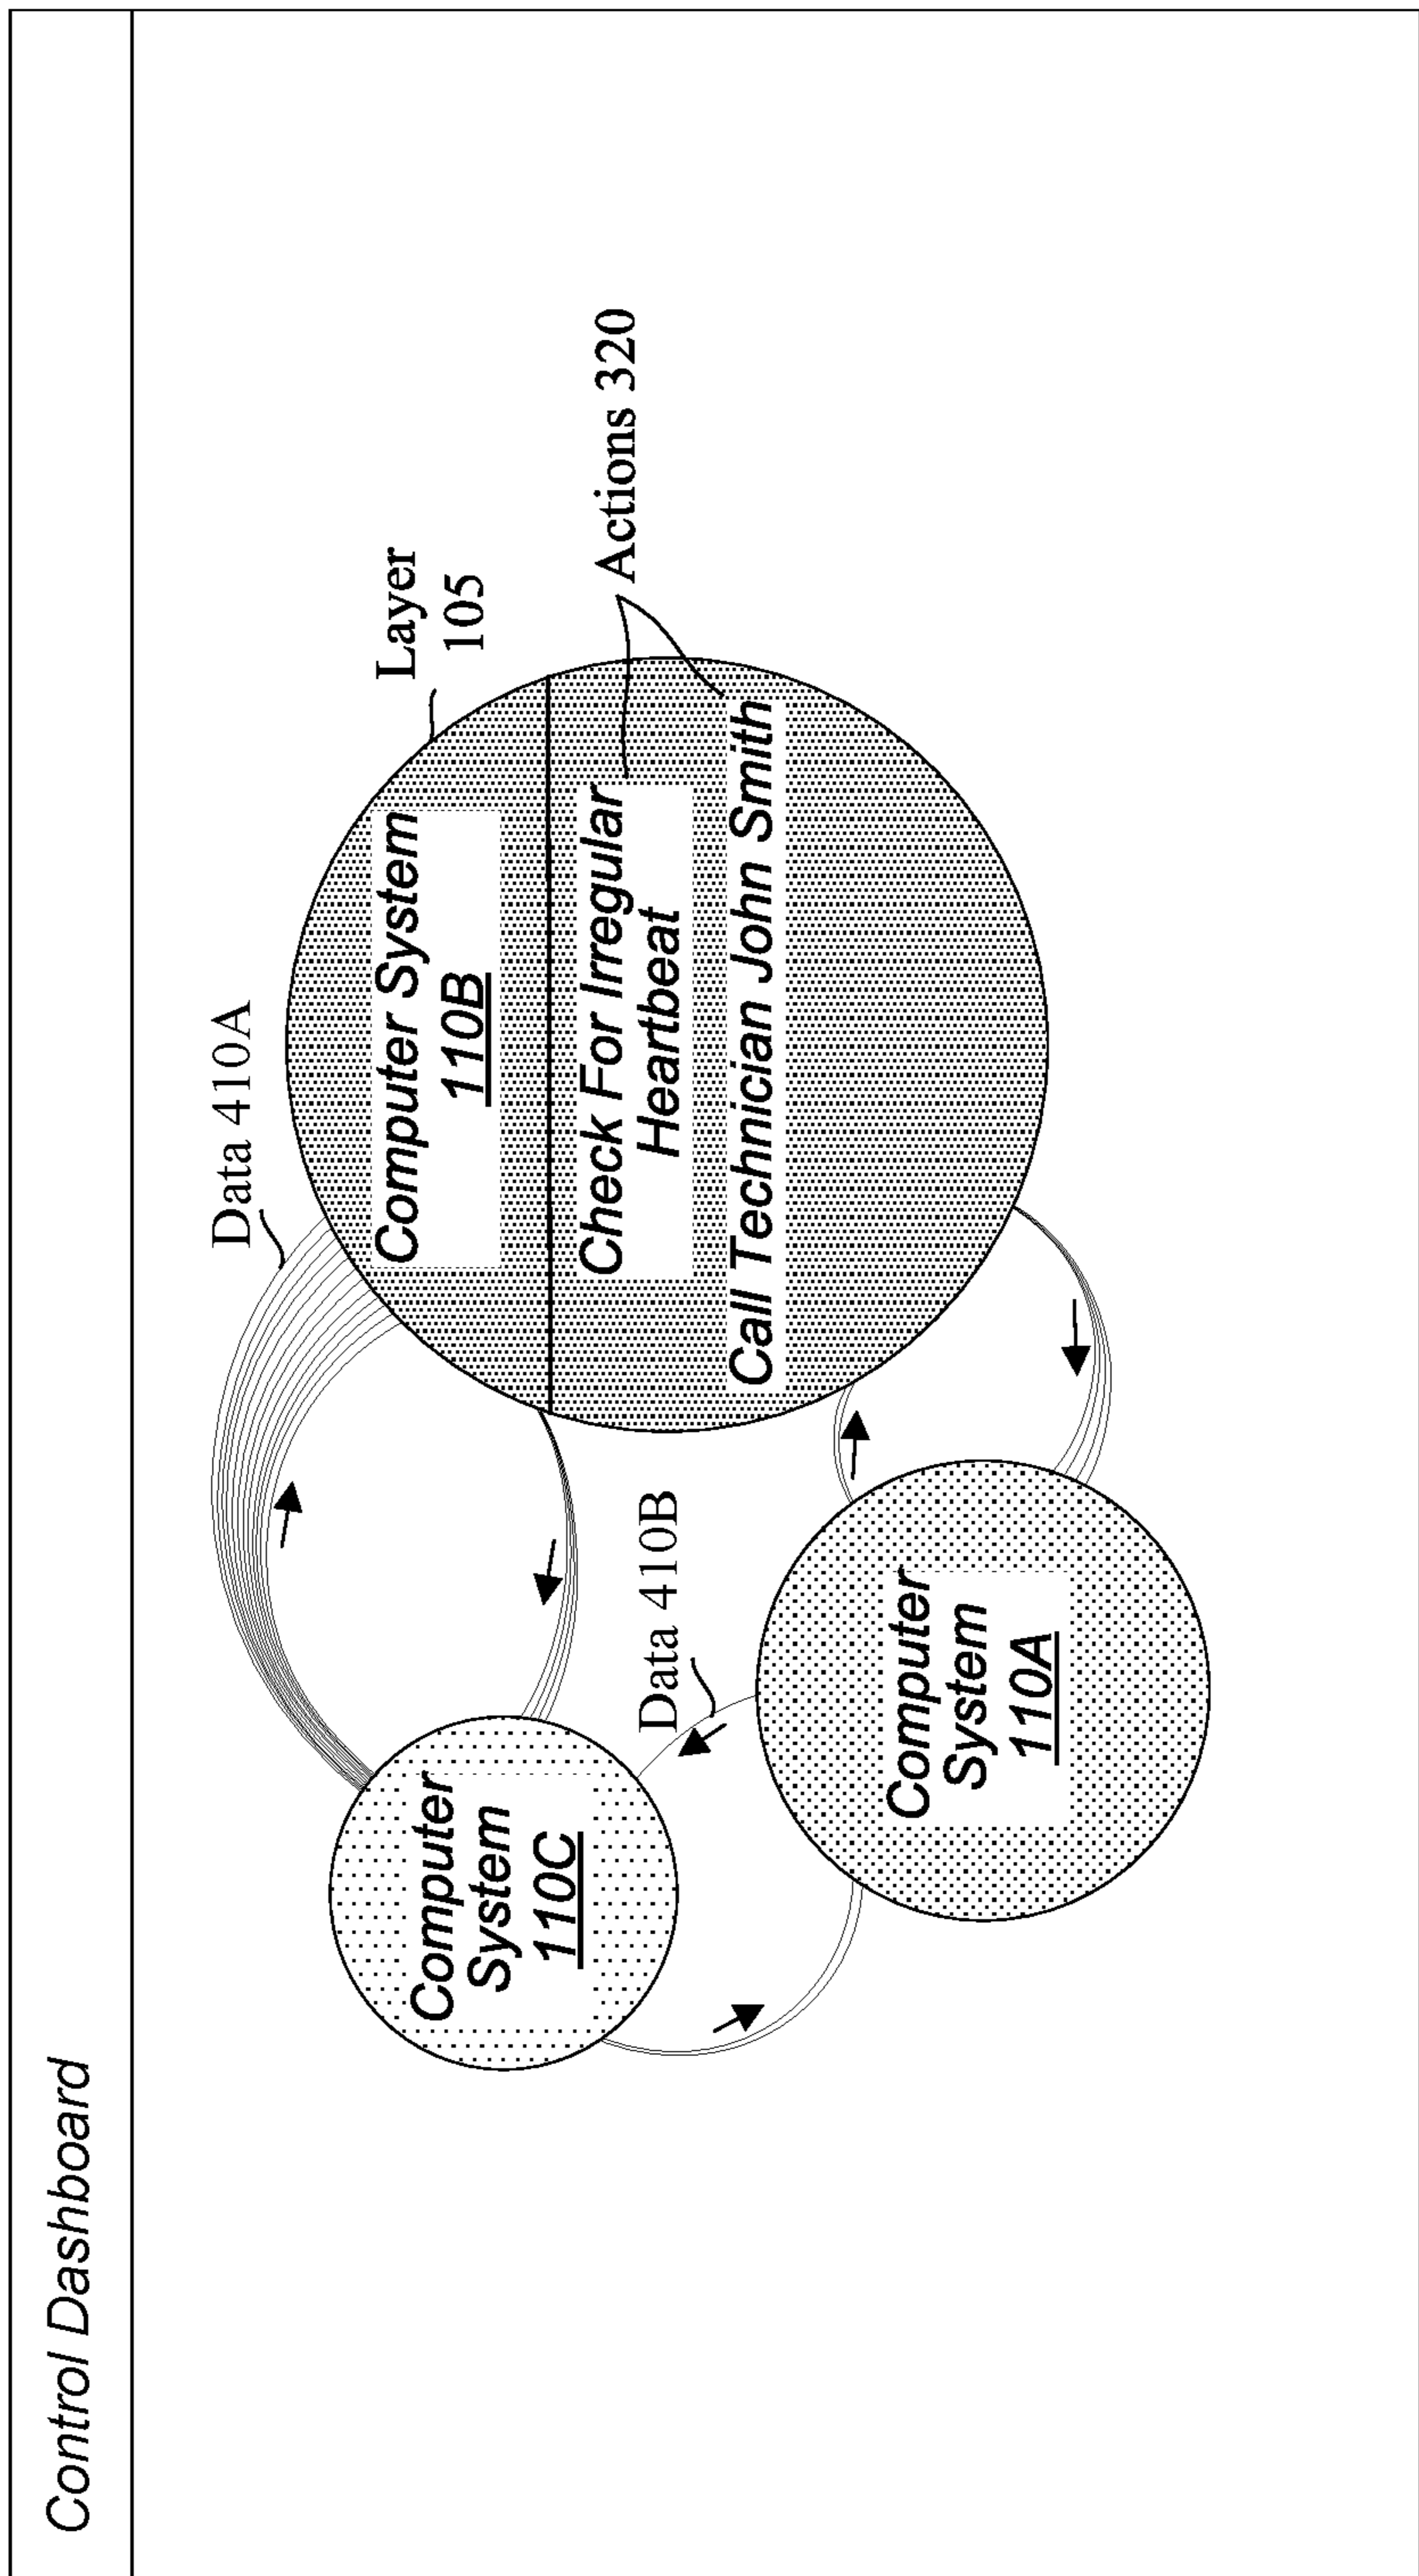 Control Dashboard
Data 410A
Layer
105
Computer System
110B
Actions 320
Check For Irregular
Heartbeat
Call Technician John Smith
Computer
System
110C
Data 410B
Computer
System
110A